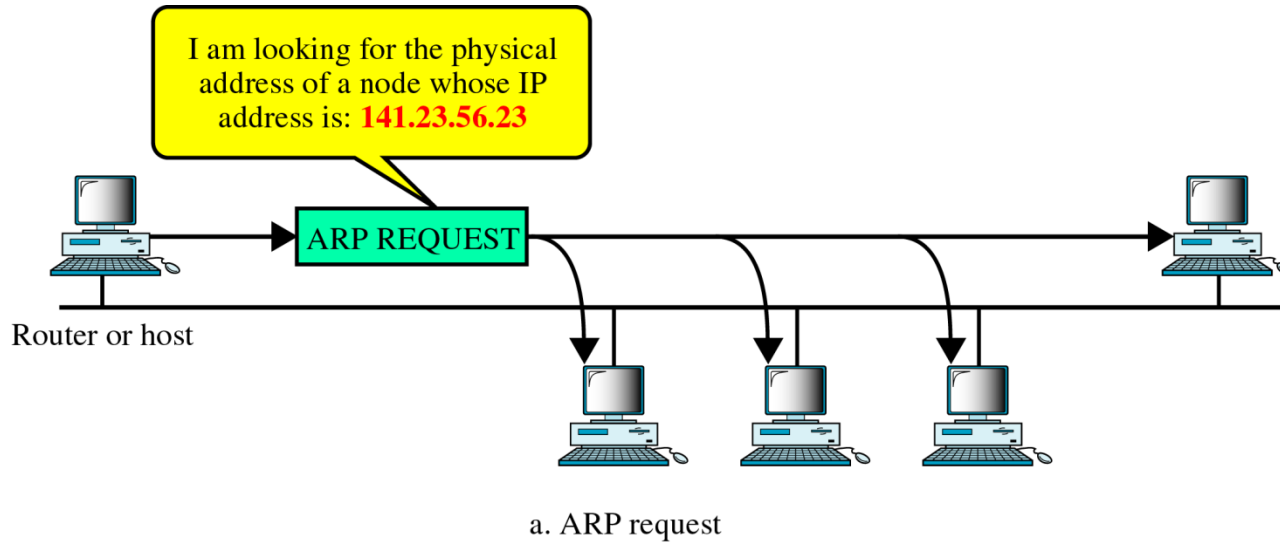 I am looking for the physical
address of a node whose IP
address is: 141.23.56.23
ARP REQUEST
Router or host
a. ARP request